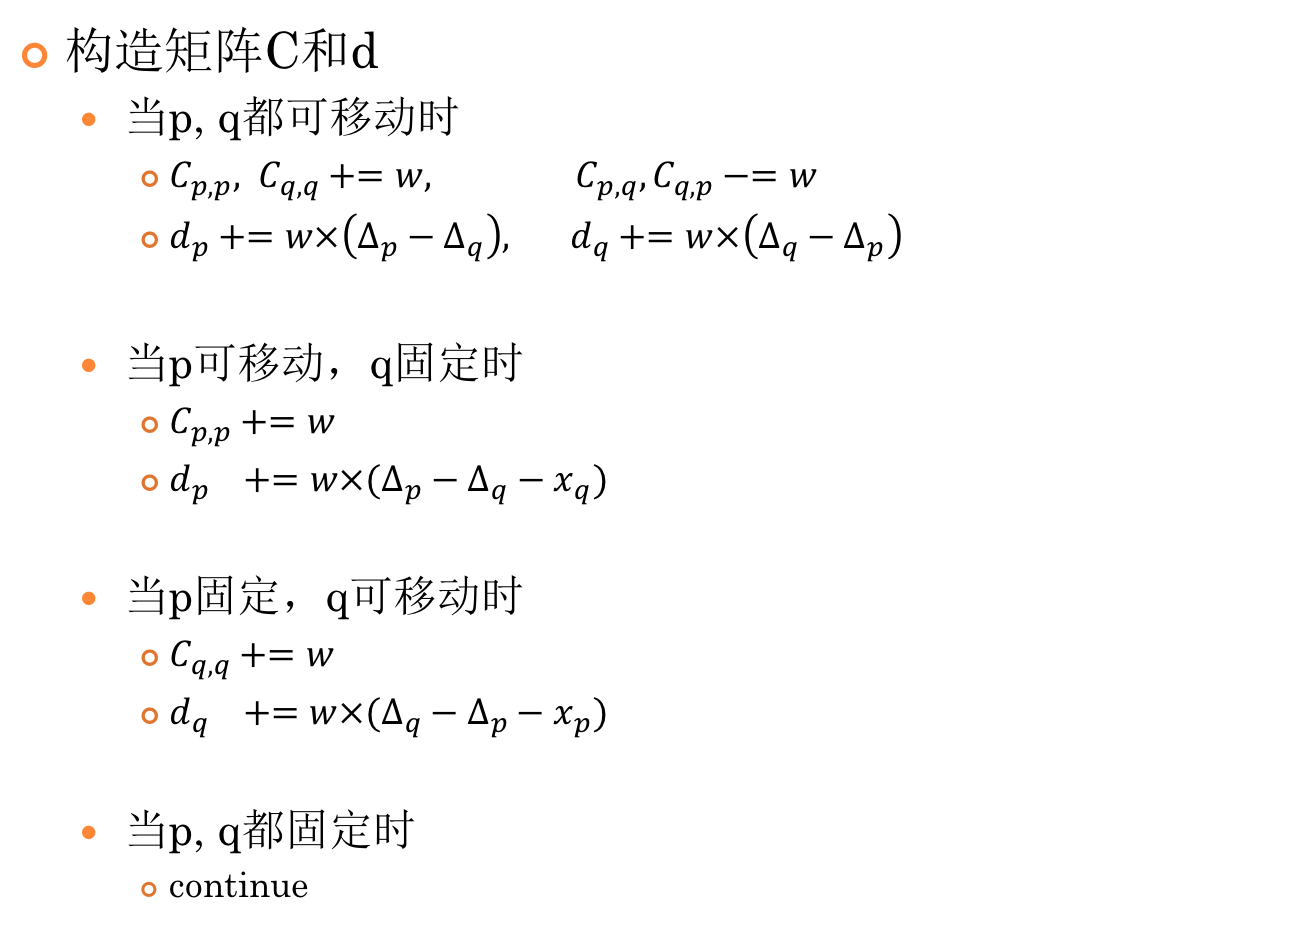 构造矩阵C和d
当p, q都可移动时
C_{p,p}, C_{q,q} += w, C_{p,q}, C_{q,p} −= w
d_p += w×(Δ_p − Δ_q), d_q += w×(Δ_q − Δ_p)
当p可移动，q固定时
C_{p,p} += w
d_p += w×(Δ_p − Δ_q − x_q)
当p固定，q可移动时
C_{q,q} += w
d_q += w×(Δ_q − Δ_p − x_p)
当p, q都固定时
continue